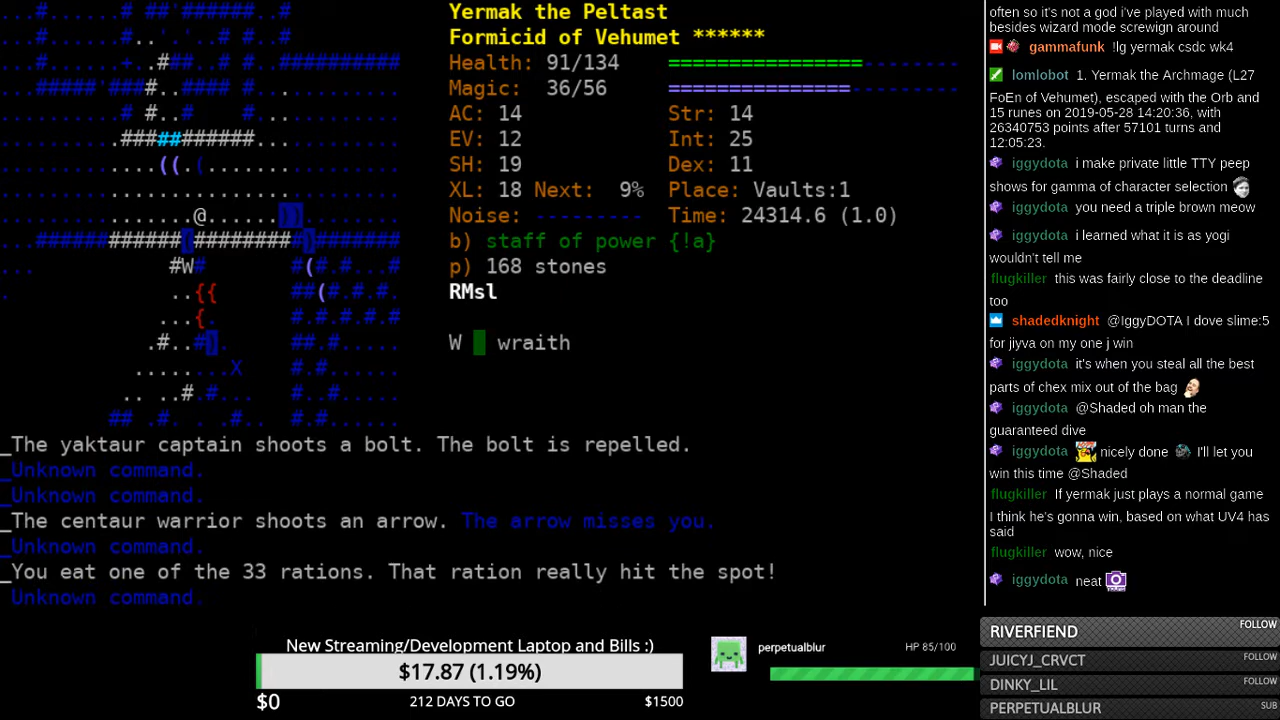 Yermak the Peltast
Formicid of Vehumet ******
Health: 91/134
Magic: 36/56
AC: 14 Str: 14
EV: 12 Int: 25
SH: 19 Dex: 11
XL: 18 Next: 9% Place: Vaults:1
Noise: --------- Time: 24314.6 (1.0)
b) staff of power {!a}
p) 168 stones
RMsl
W wraith
_The yaktaur captain shoots a bolt. The bolt is repelled.
_Unknown command.
_Unknown command.
_The centaur warrior shoots an arrow. The arrow misses you.
_Unknown command.
_You eat one of the 33 rations. That ration really hit the spot!
_Unknown command.
New Streaming/Development Laptop and Bills :)
$17.87 (1.19%)
$0 212 DAYS TO GO $1500
perpetualblur HP 85/100
often so it's not a god i've played with much
besides wizard mode screwign around
gammafunk !lg yermak csdc wk4
lomlobot 1. Yermak the Archmage (L27
FoEn of Vehumet), escaped with the Orb and
15 runes on 2019-05-28 14:20:36, with
26340753 points after 57101 turns and
12:05:23.
iggydota i make private little TTY peep
shows for gamma of character selection
iggydota you need a triple brown meow
iggydota i learned what it is as yogi
wouldn't tell me
flugkiller this was fairly close to the deadline
too
shadedknight @IggyDOTA I dove slime:5
for jiyva on my one j win
iggydota it's when you steal all the best
parts of chex mix out of the bag
iggydota @Shaded oh man the
guaranteed dive
iggydota nicely done I'll let you
win this time @Shaded
flugkiller If yermak just plays a normal game
I think he's gonna win, based on what UV4 has
said
flugkiller wow, nice
iggydota neat
RIVERFIEND FOLLOW
JUICYJ_CRVCT FOLLOW
DINKY_LIL FOLLOW
PERPETUALBLUR SUB